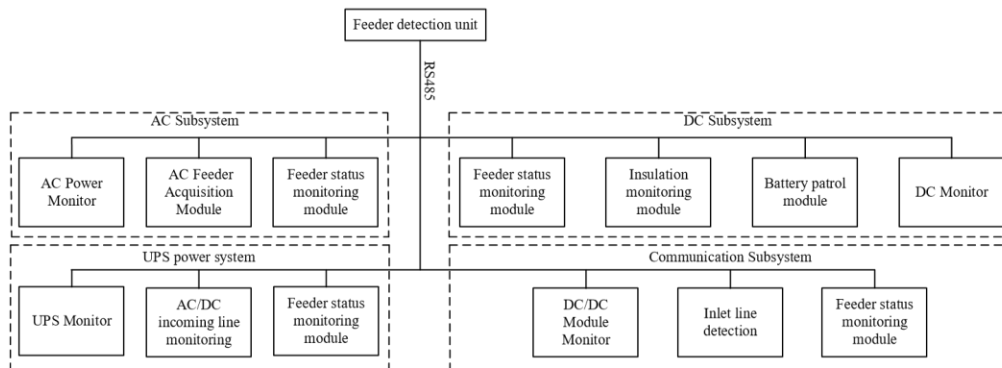 Feeder detection unit
RS485
AC Subsystem
AC Power
Monitor
AC Feeder
Acquisition
Module
Feeder status
monitoring
module
DC Subsystem
Feeder status
monitoring
module
Insulation
monitoring
module
Battery patrol
module
DC Monitor
UPS power system
UPS Monitor
AC/DC
incoming line
monitoring
Feeder status
monitoring
module
Communication Subsystem
DC/DC
Module
Monitor
Inlet line
detection
Feeder status
monitoring
module